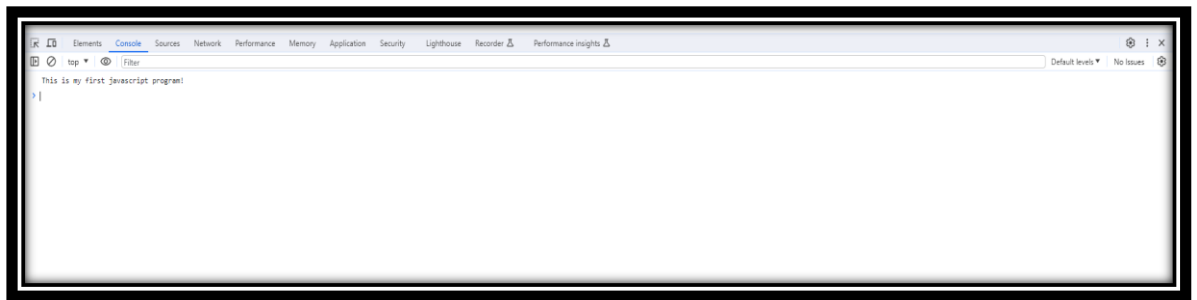 Elements Console Sources Network Performance Memory Application Security Lighthouse Recorder Performance insights
top Filter Default levels No Issues
This is my first javascript program!